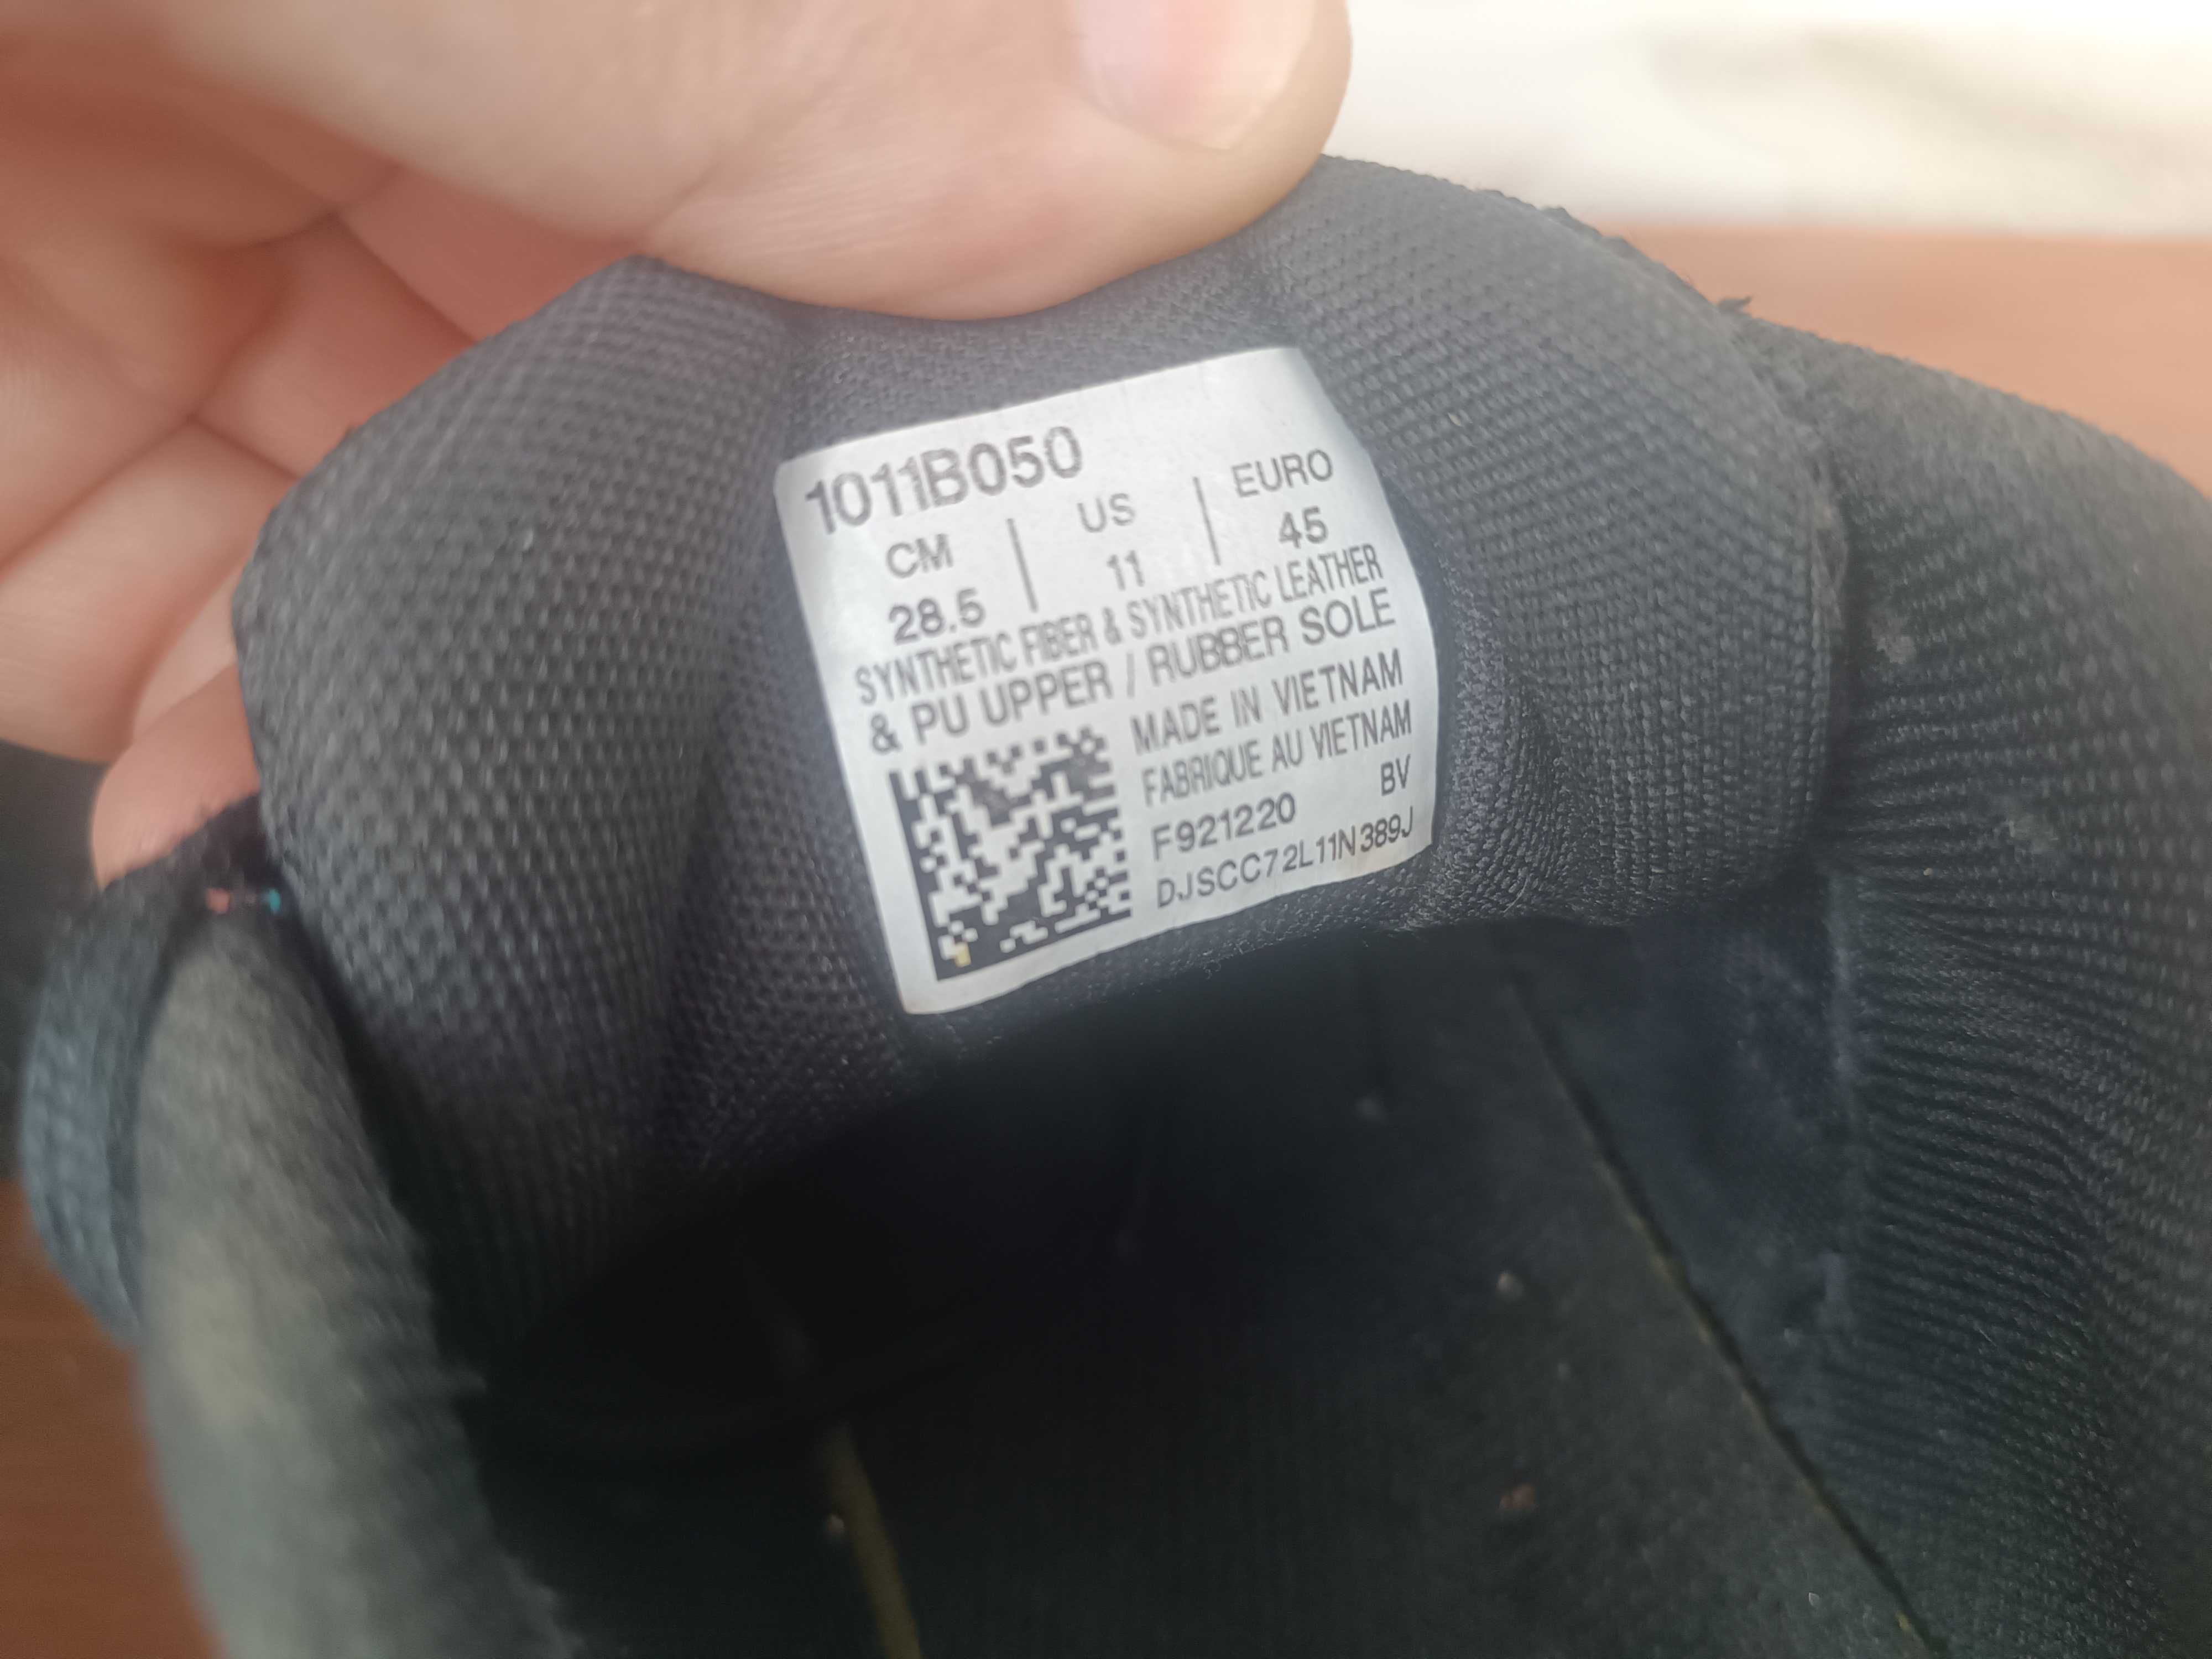 1011B050
CM | US | EURO
28.5 | 11 | 45
SYNTHETIC FIBER & SYNTHETIC LEATHER
& PU UPPER / RUBBER SOLE
MADE IN VIETNAM
FABRIQUE AU VIETNAM
BV
F921220
DJSCC72L11N389J